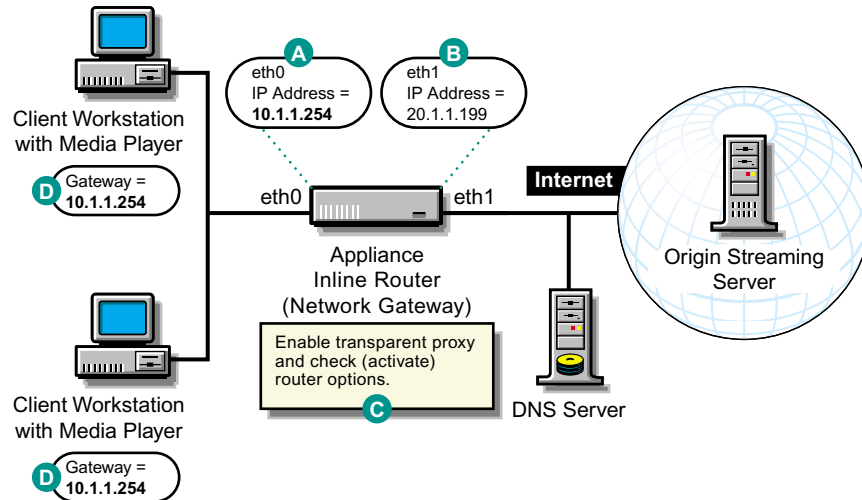 A
eth0
IP Address =
10.1.1.254
B
eth1
IP Address =
20.1.1.199
Client Workstation
with Media Player
D
Gateway =
10.1.1.254
eth0
eth1
Internet
Appliance
Inline Router
(Network Gateway)
Origin Streaming
Server
Enable transparent proxy
and check (activate)
router options.
C
DNS Server
Client Workstation
with Media Player
D
Gateway =
10.1.1.254